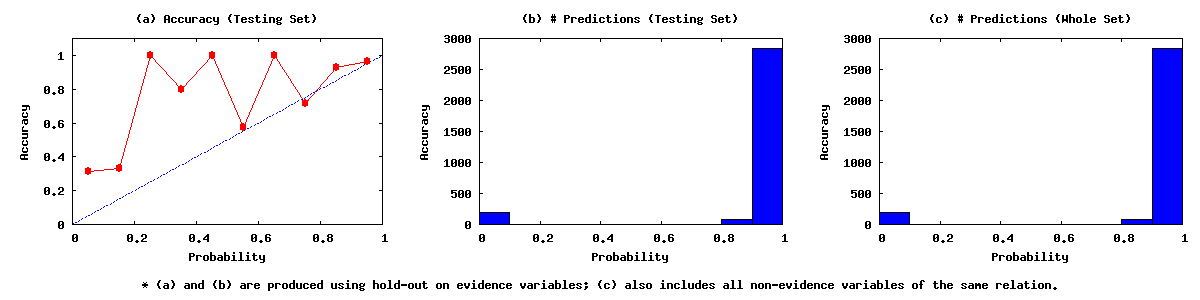 (a) Accuracy (Testing Set)
(b) # Predictions (Testing Set)
(c) # Predictions (Whole Set)
Accuracy
1
0.8
0.6
0.4
0.2
0
0 0.2 0.4 0.6 0.8 1
Probability
Accuracy
3000
2500
2000
1500
1000
500
0
0 0.2 0.4 0.6 0.8 1
Probability
Accuracy
3000
2500
2000
1500
1000
500
0
0 0.2 0.4 0.6 0.8 1
Probability
* (a) and (b) are produced using hold-out on evidence variables; (c) also includes all non-evidence variables of the same relation.